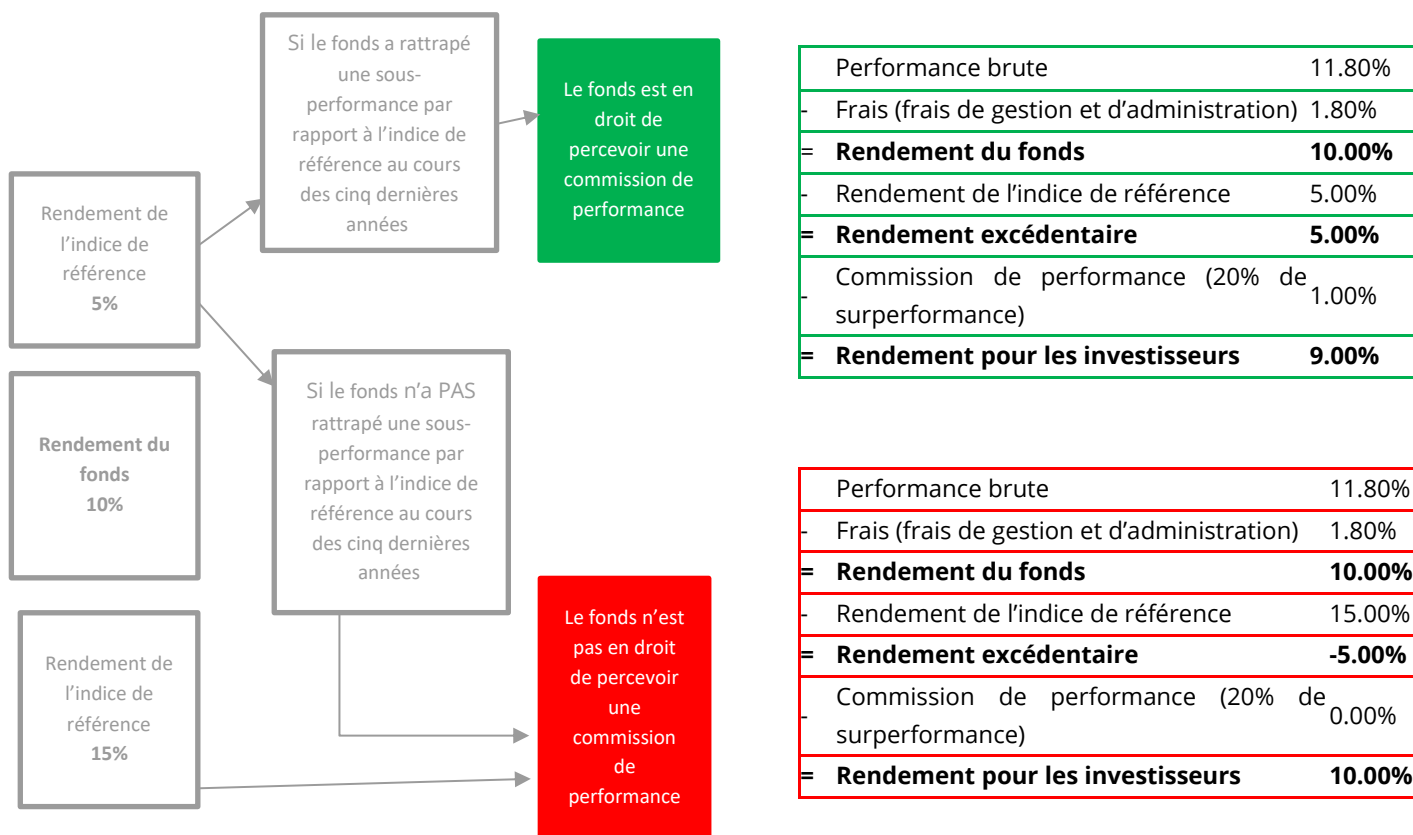 Si le fonds a rattrapé
une sous-
performance par
rapport à l’indice de
référence au cours
des cinq dernières
années
Le fonds est en
droit de
percevoir une
commission de
performance
Rendement de
l’indice de
référence
5%
Rendement du
fonds
10%
Si le fonds n’a PAS
rattrapé une sous-
performance par
rapport à l’indice de
référence au cours
des cinq dernières
années
Rendement de
l’indice de
référence
15%
Le fonds n’est
pas en droit
de percevoir
une
commission
de
performance
Performance brute 11.80%
- Frais (frais de gestion et d’administration) 1.80%
= Rendement du fonds 10.00%
- Rendement de l’indice de référence 5.00%
= Rendement excédentaire 5.00%
- Commission de performance (20% de
surperformance) 1.00%
= Rendement pour les investisseurs 9.00%
Performance brute 11.80%
- Frais (frais de gestion et d’administration) 1.80%
= Rendement du fonds 10.00%
- Rendement de l’indice de référence 15.00%
= Rendement excédentaire -5.00%
- Commission de performance (20% de
surperformance) 0.00%
= Rendement pour les investisseurs 10.00%